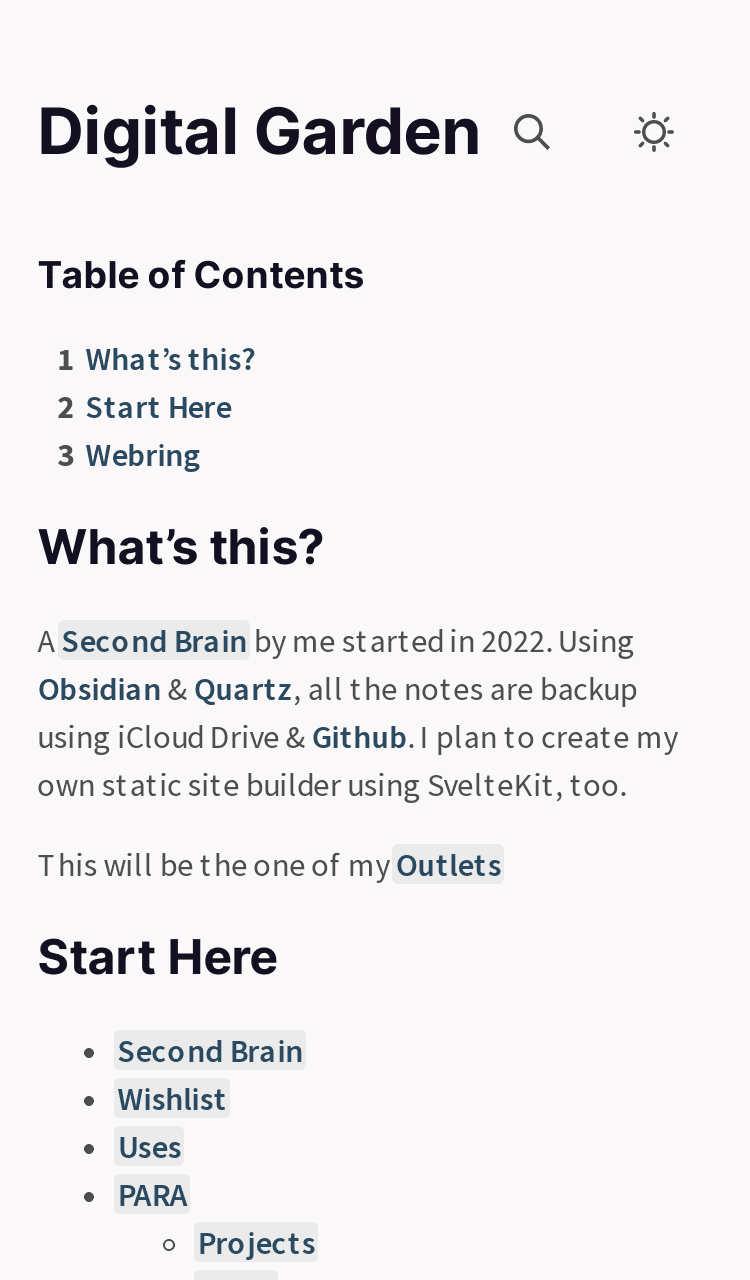 Digital Garden
Table of Contents
1 What’s this?
2 Start Here
3 Webring
What’s this?
A Second Brain by me started in 2022. Using
Obsidian & Quartz, all the notes are backup
using iCloud Drive & Github. I plan to create my
own static site builder using SvelteKit, too.
This will be the one of my Outlets
Start Here
• Second Brain
• Wishlist
• Uses
• PARA
◦ Projects